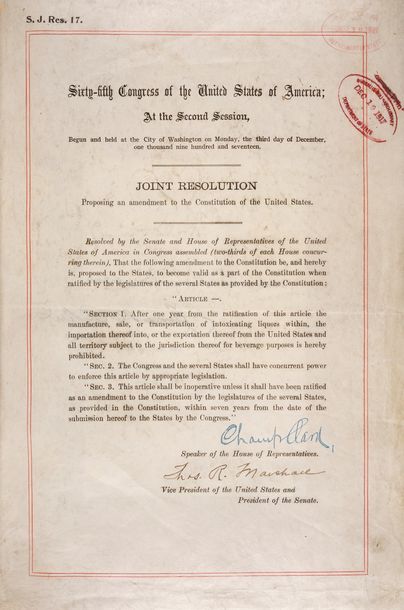 S. J. Res. 17.
DEC 19 1917
DEPARTMENT OF STATE
Sixty-fifth Congress of the United States of America;
At the Second Session,
Begun and held at the City of Washington on Monday, the third day of December,
one thousand nine hundred and seventeen.
JOINT RESOLUTION
Proposing an amendment to the Constitution of the United States.
Resolved by the Senate and House of Representatives of the United
States of America in Congress assembled (two-thirds of each House concur-
ring therein), That the following amendment to the Constitution be, and hereby
is, proposed to the States, to become valid as a part of the Constitution when
ratified by the legislatures of the several States as provided by the Constitution:
"ARTICLE —.
"SECTION 1. After one year from the ratification of this article the
manufacture, sale, or transportation of intoxicating liquors within, the
importation thereof into, or the exportation thereof from the United States and
all territory subject to the jurisdiction thereof for beverage purposes is hereby
prohibited.
"SEC. 2. The Congress and the several States shall have concurrent power
to enforce this article by appropriate legislation.
"SEC. 3. This article shall be inoperative unless it shall have been ratified
as an amendment to the Constitution by the legislatures of the several States,
as provided in the Constitution, within seven years from the date of the
submission hereof to the States by the Congress."
Champ Clark,
Speaker of the House of Representatives.
Thos. R. Marshall
Vice President of the United States and
President of the Senate.